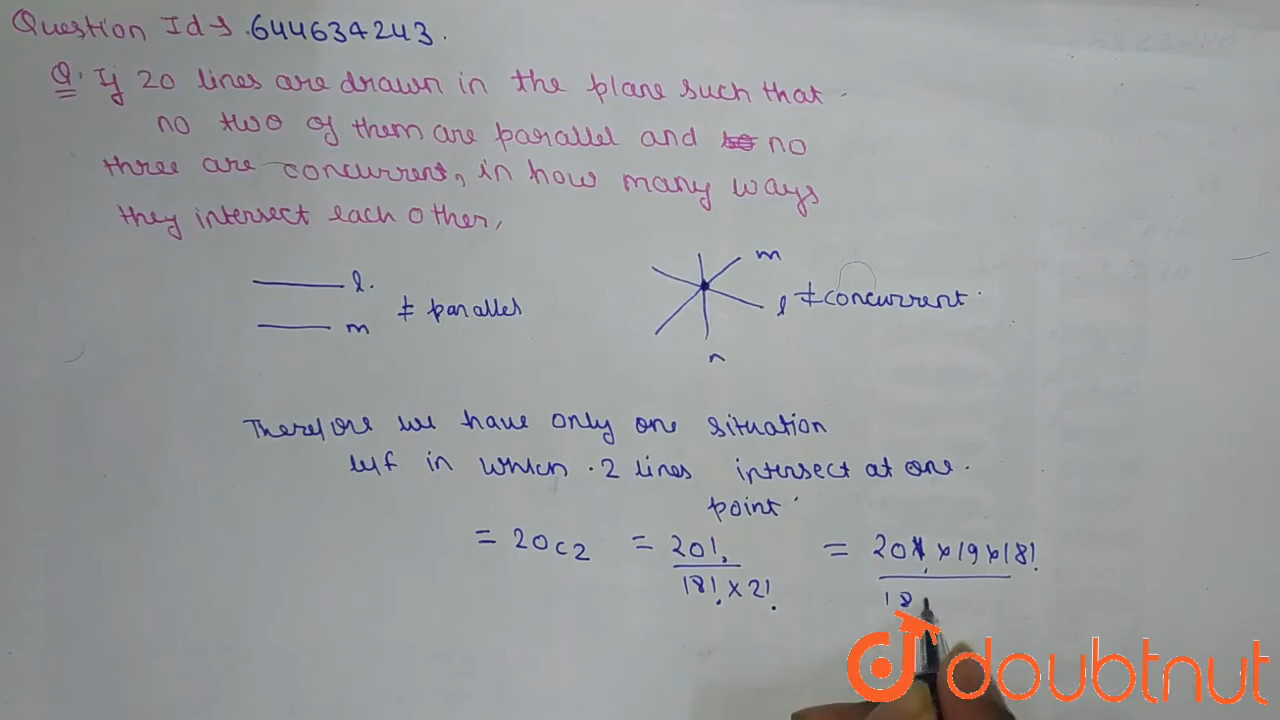 Question Id → .644634243.
Q. If 20 lines are drawn in the plane such that
no two of them are parallel and no
three are concurrent, in how many ways
they intersect each other,
l.
m
≠ parallel
m
l
n
≠ concurrent.
Therefore we have only one situation
left in which 2 lines intersect at one.
point.
= 20c2 = 20! / 18! × 2! = 20 × 19 × 18! / 18
doubtnut